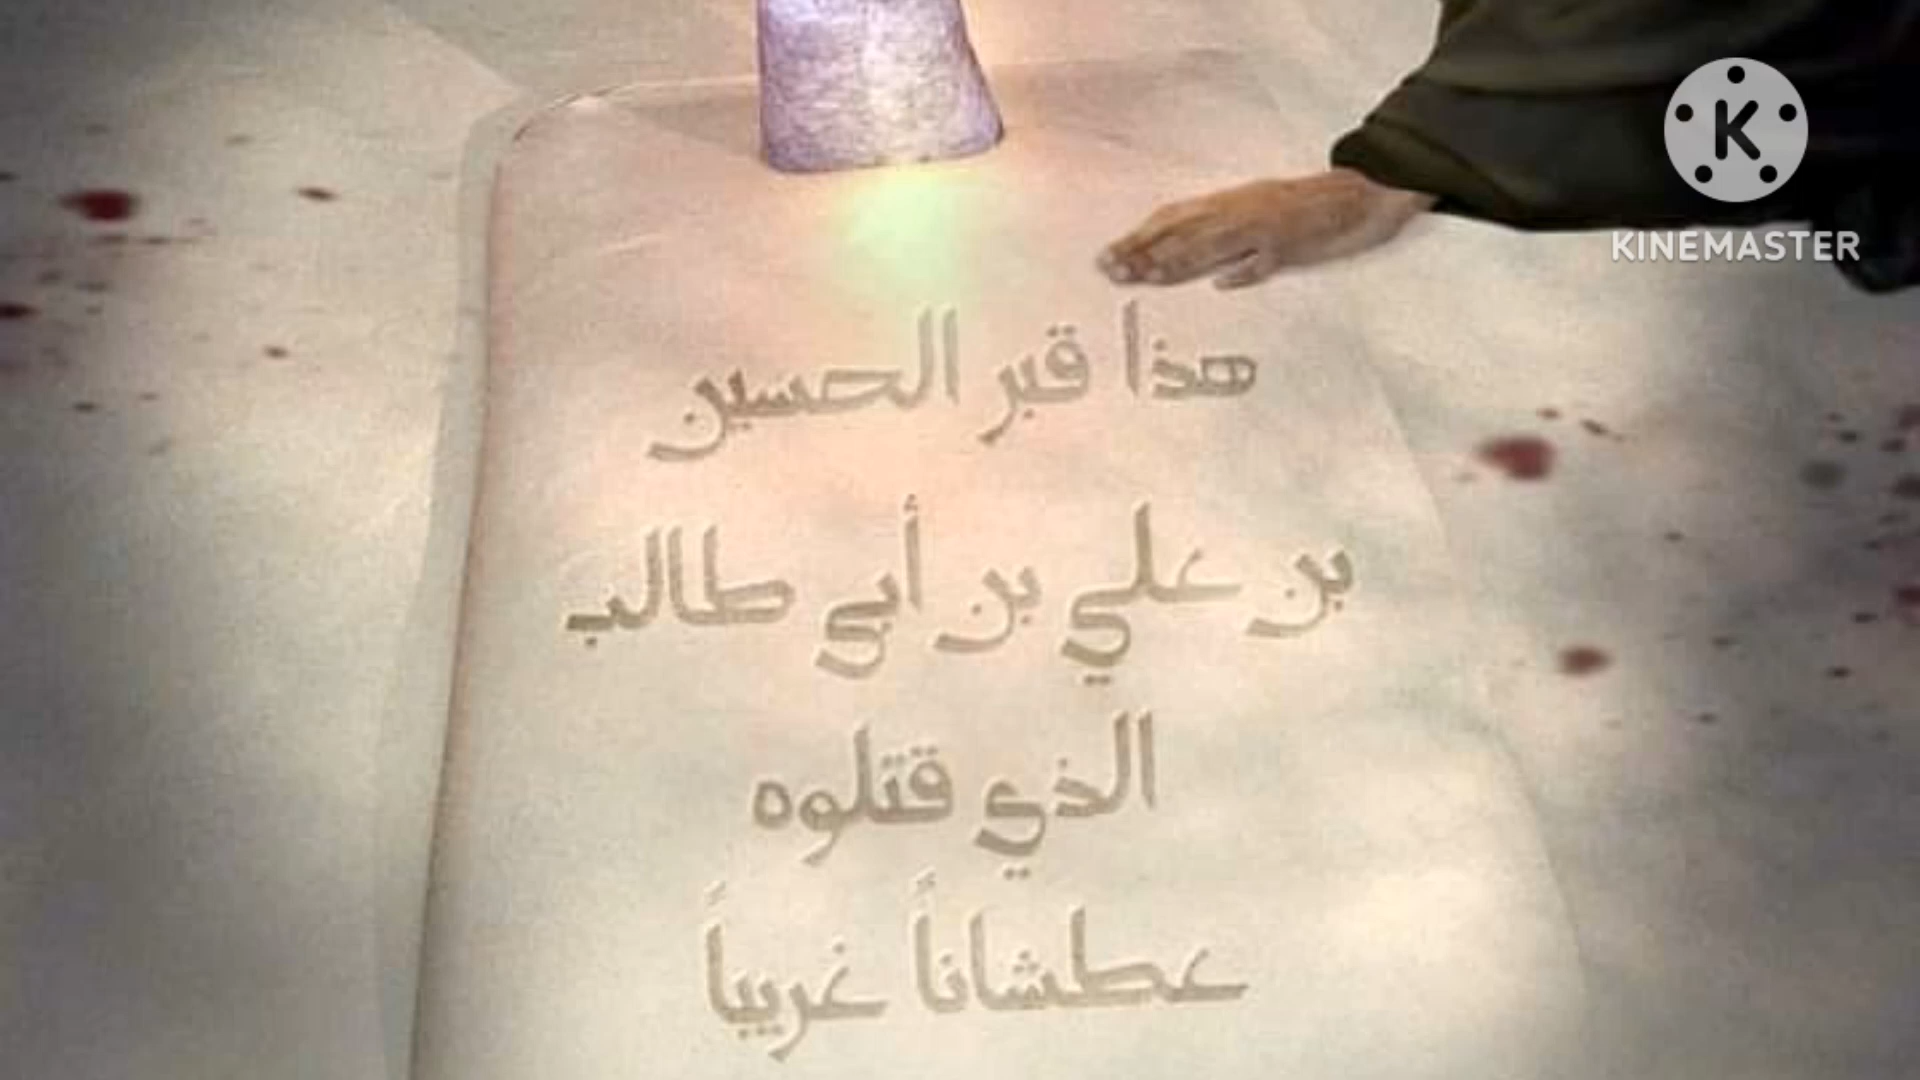 KINEMASTER
هذا قبر الحسين
بن علي بن أبي طالب
الذي قتلوه
عطشاناً غريباً